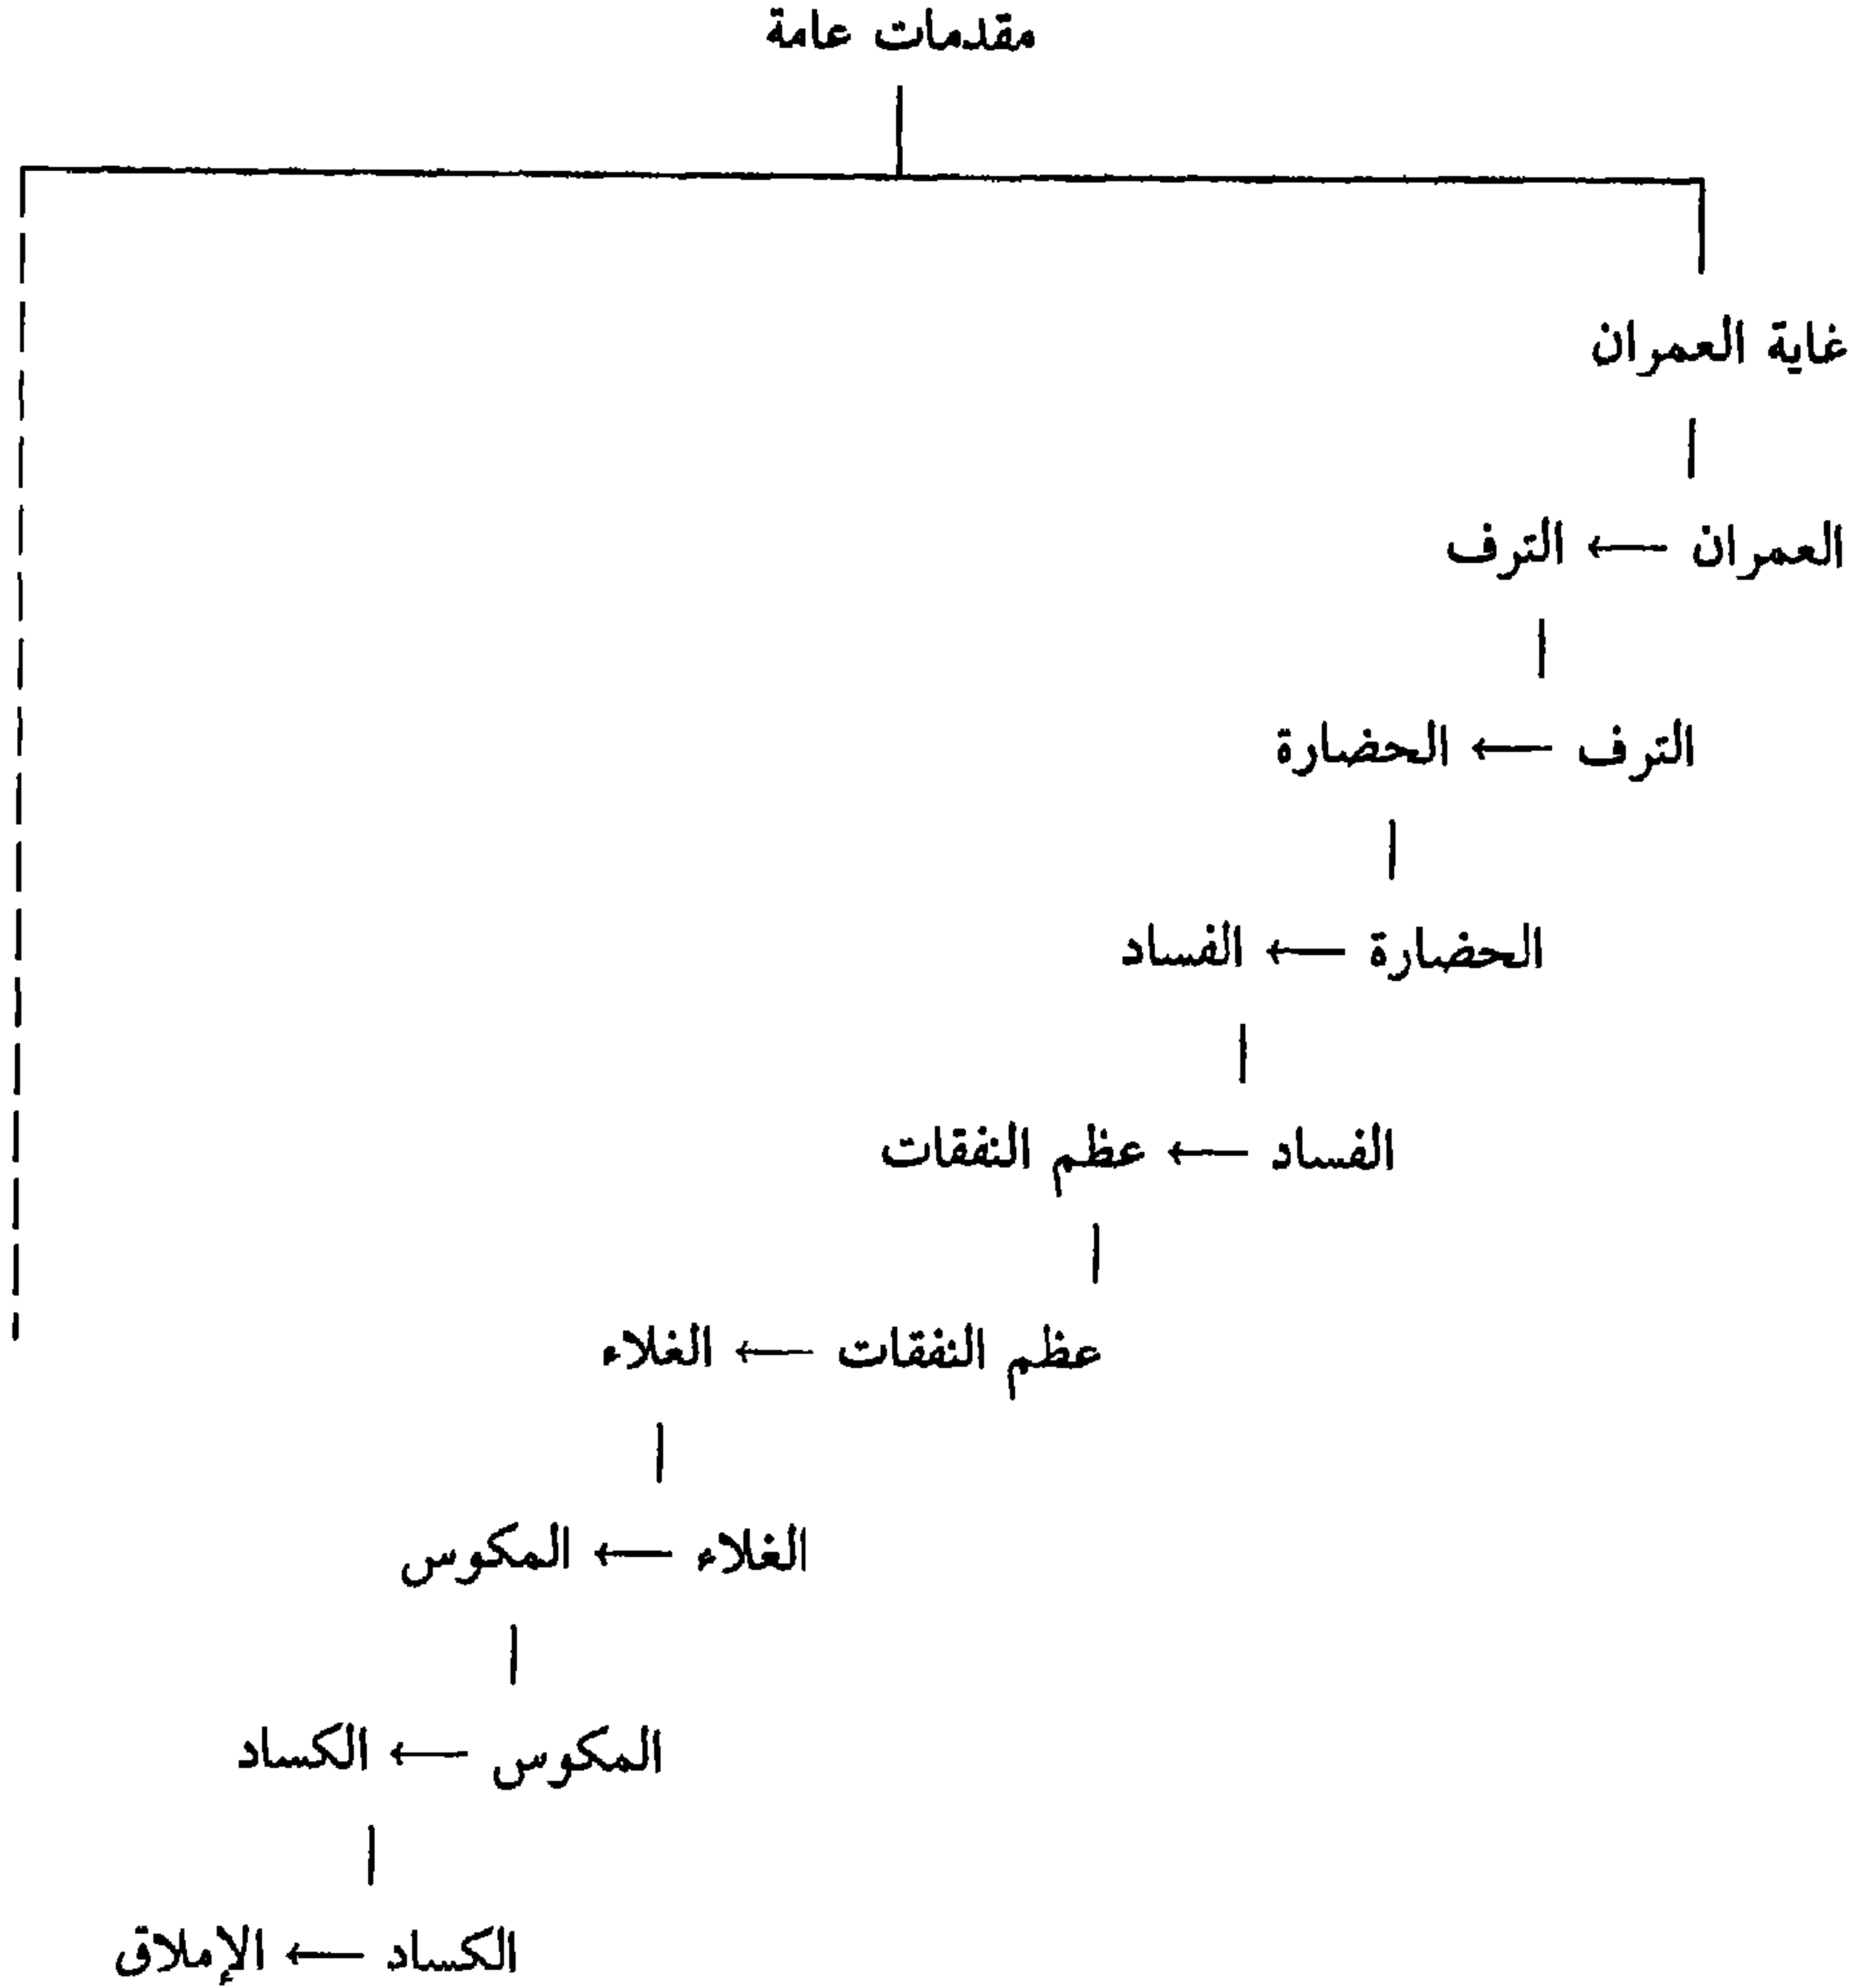 مقدمات عامة
غاية العمران
العمران ← الترف
الترف ← الحضارة
الحضارة ← الفساد
الفساد ← عظم النفقات
عظم النفقات ← الغلاء
الغلاء ← المكوس
المكوس ← الكساد
الكساد ← الإملاق